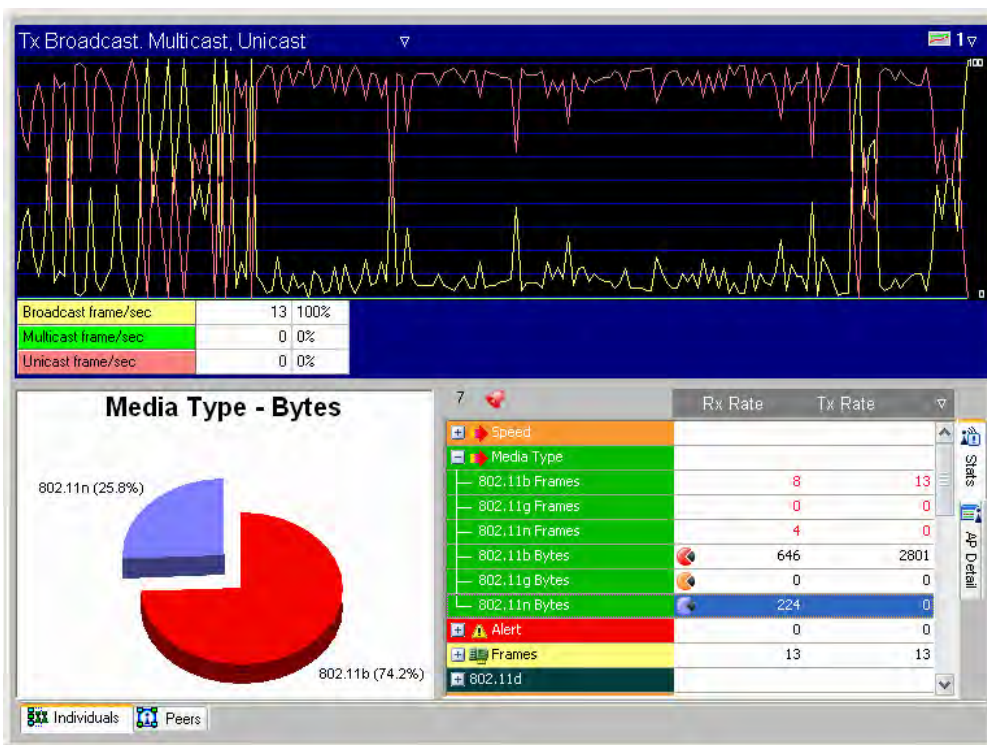 Tx Broadcast. Multicast, Unicast
1
100
0
Broadcast frame/sec 13 100%
Multicast frame/sec 0 0%
Unicast frame/sec 0 0%
Media Type - Bytes
802.11n (25.8%)
802.11b (74.2%)
7 Rx Rate Tx Rate
Speed
Media Type
802.11b Frames 8 13
802.11g Frames 0 0
802.11n Frames 4 0
802.11b Bytes 646 2801
802.11g Bytes 0 0
802.11n Bytes 224 0
Alert 0 0
Frames 13 13
802.11d
Stats
AP Detail
Individuals Peers